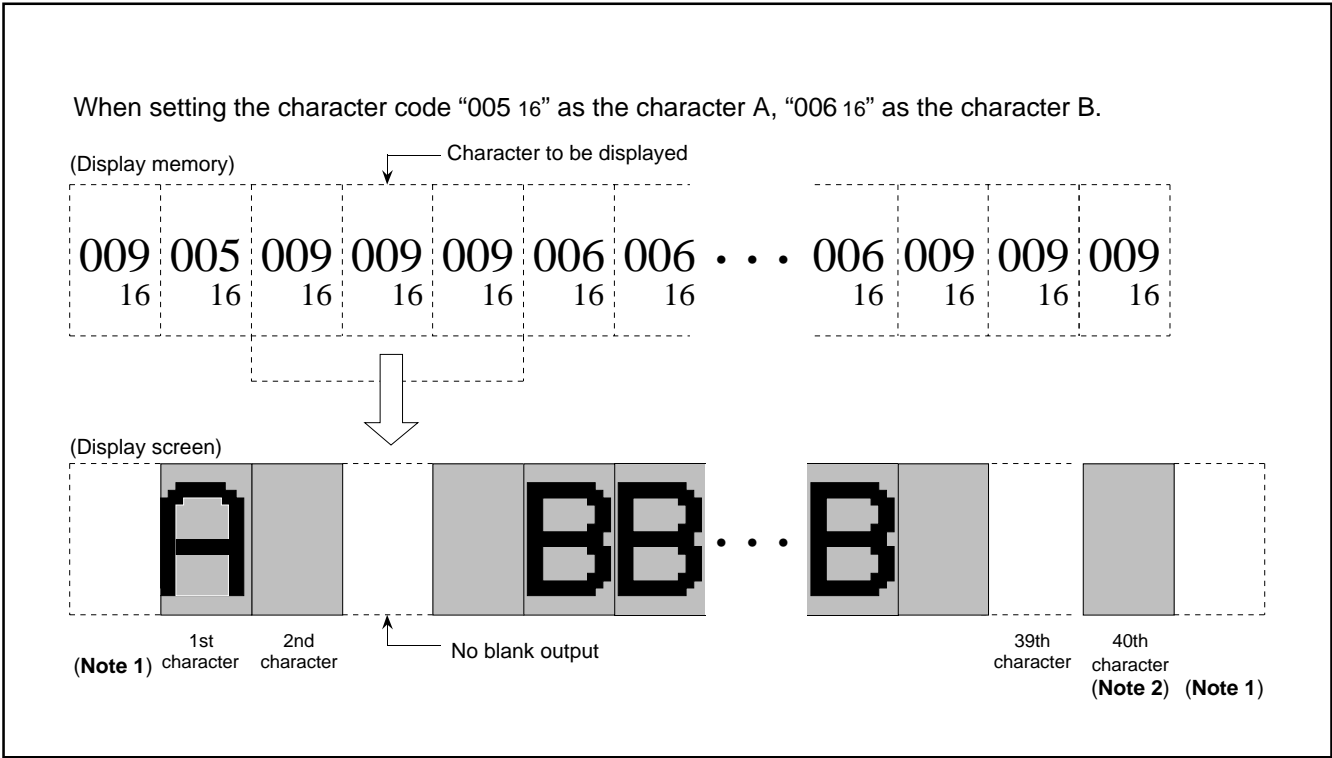 When setting the character code “005 16” as the character A, “006 16” as the character B.
(Display memory)
Character to be displayed
009 005 009 009 009 006 006 • • • 006 009 009 009
16 16 16 16 16 16 16 16 16 16 16
(Display screen)
A B B • • • B
No blank output
(Note 1)
1st
character
2nd
character
39th
character
40th
character
(Note 2)
(Note 1)